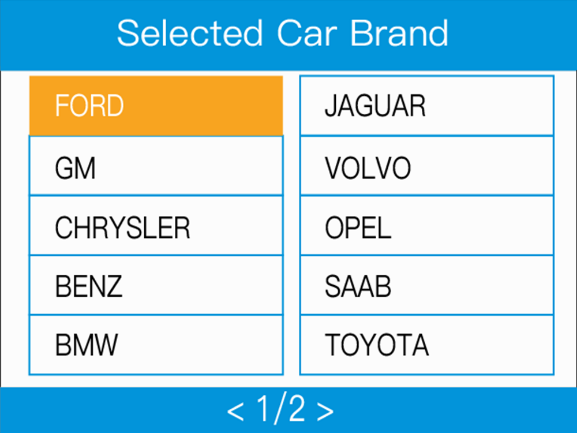 Selected Car Brand
FORD
GM
CHRYSLER
BENZ
BMW
JAGUAR
VOLVO
OPEL
SAAB
TOYOTA
< 1/2 >